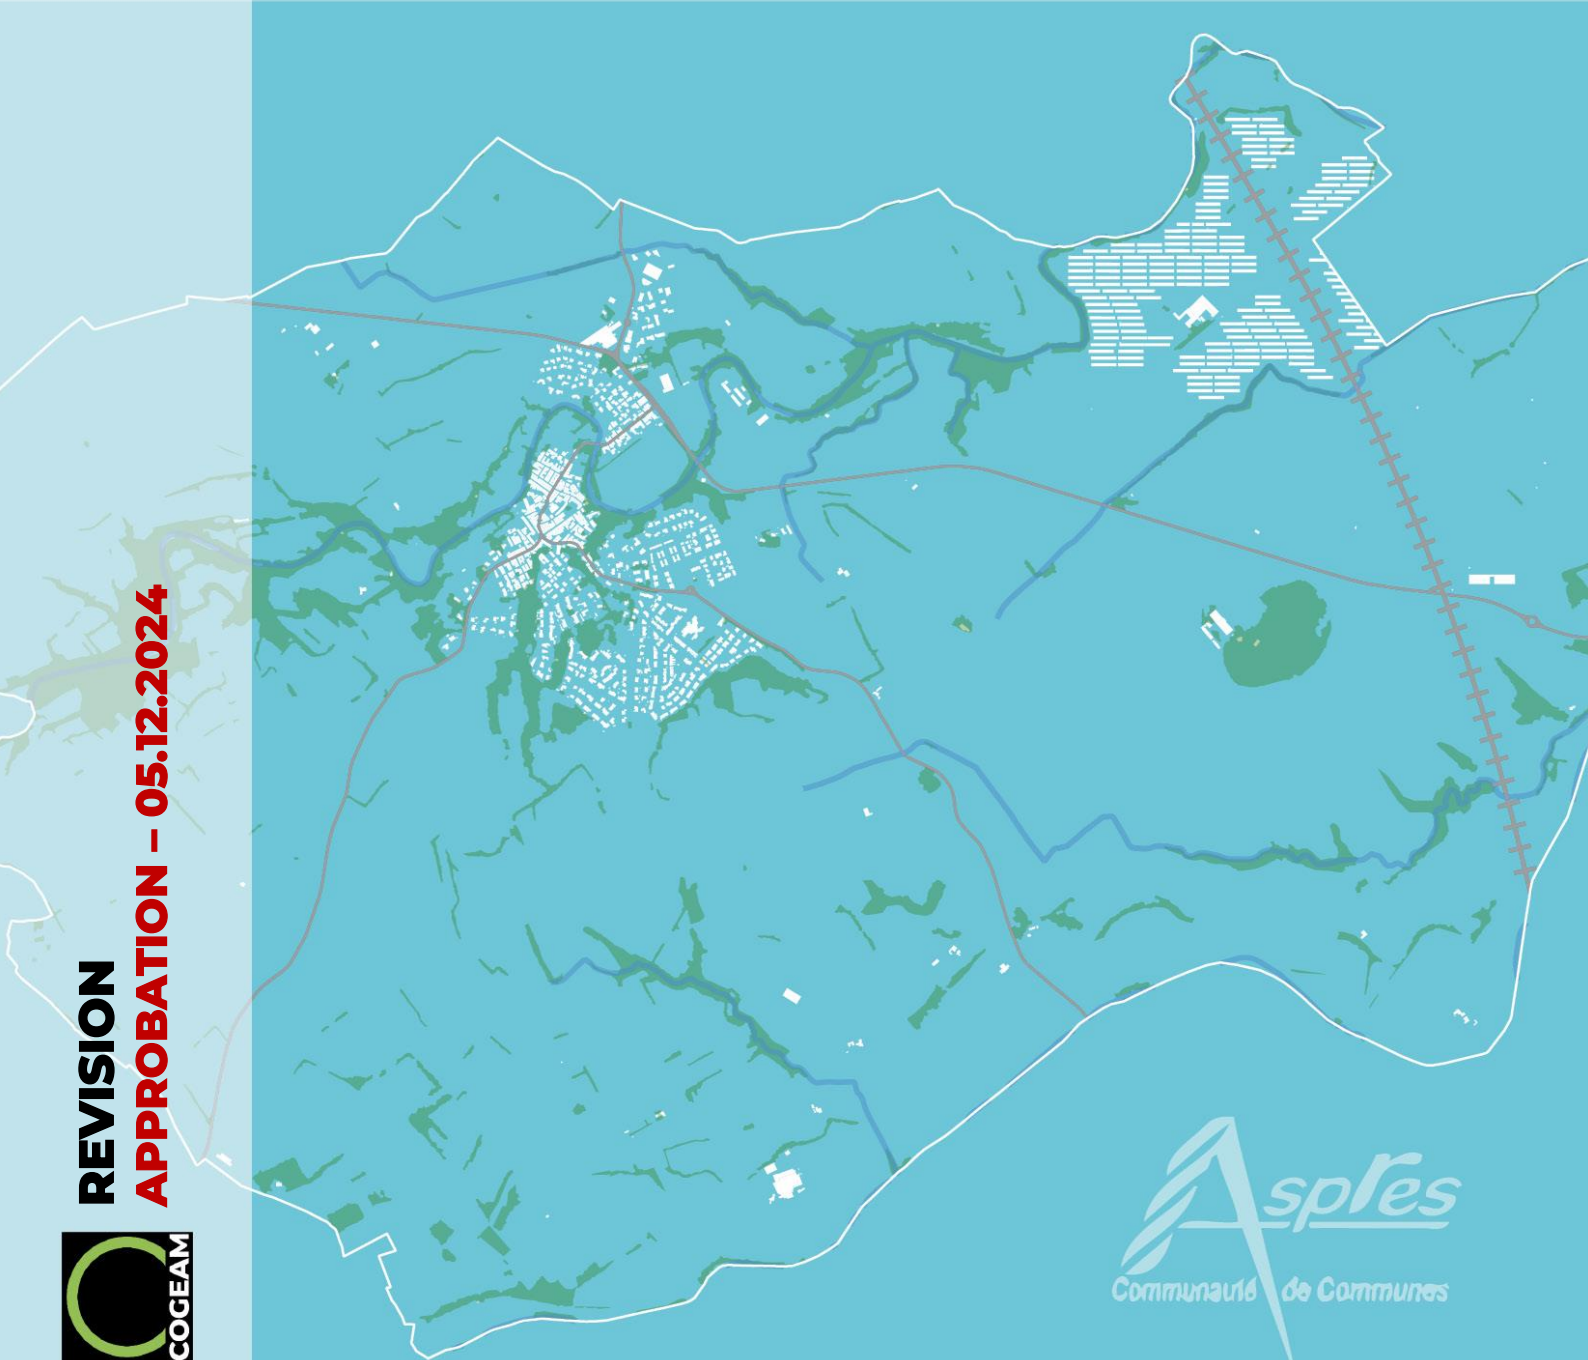 REVISION
APPROBATION – 05.12.2024
COGEAM
Aspres
Communauté de Communes